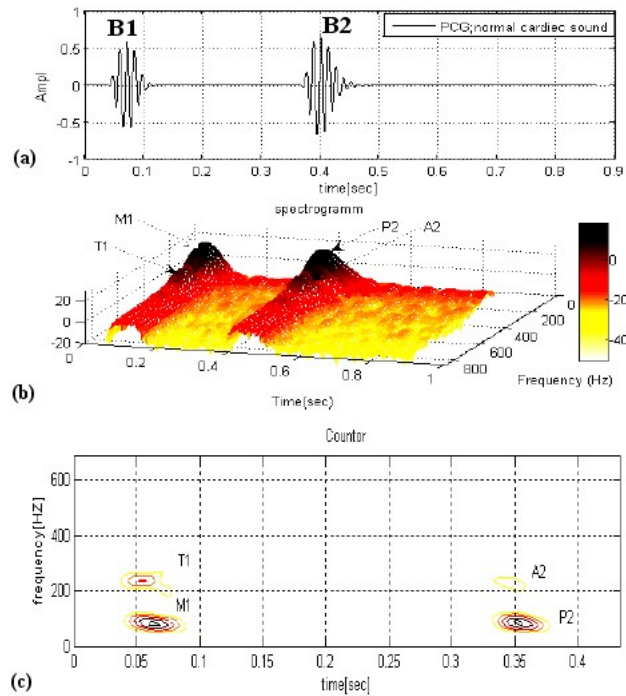 B1 B2 PCG;normal cardiec sound
1
0.5
0
-0.5
-1
Ampl
0 0.1 0.2 0.3 0.4 0.5 0.6 0.7 0.8 0.9
time[sec]
(a)
spectrogramm
M1 P2
T1 A2
20
0
-20
0 0.2 0.4 0.6 0.8 1
Time(sec)
0
200
400
600
800
Frequency (Hz)
0
-20
-40
(b)
Countor
600
400
200
0
frequency[HZ]
T1 A2
M1 P2
0 0.05 0.1 0.15 0.2 0.25 0.3 0.35 0.4
time[sec]
(c)